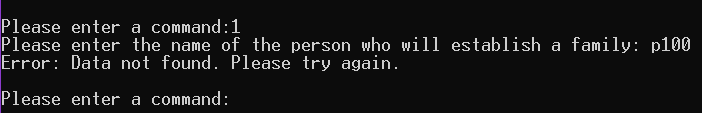 Please enter a command:1
Please enter the name of the person who will establish a family: p100
Error: Data not found. Please try again.
Please enter a command: